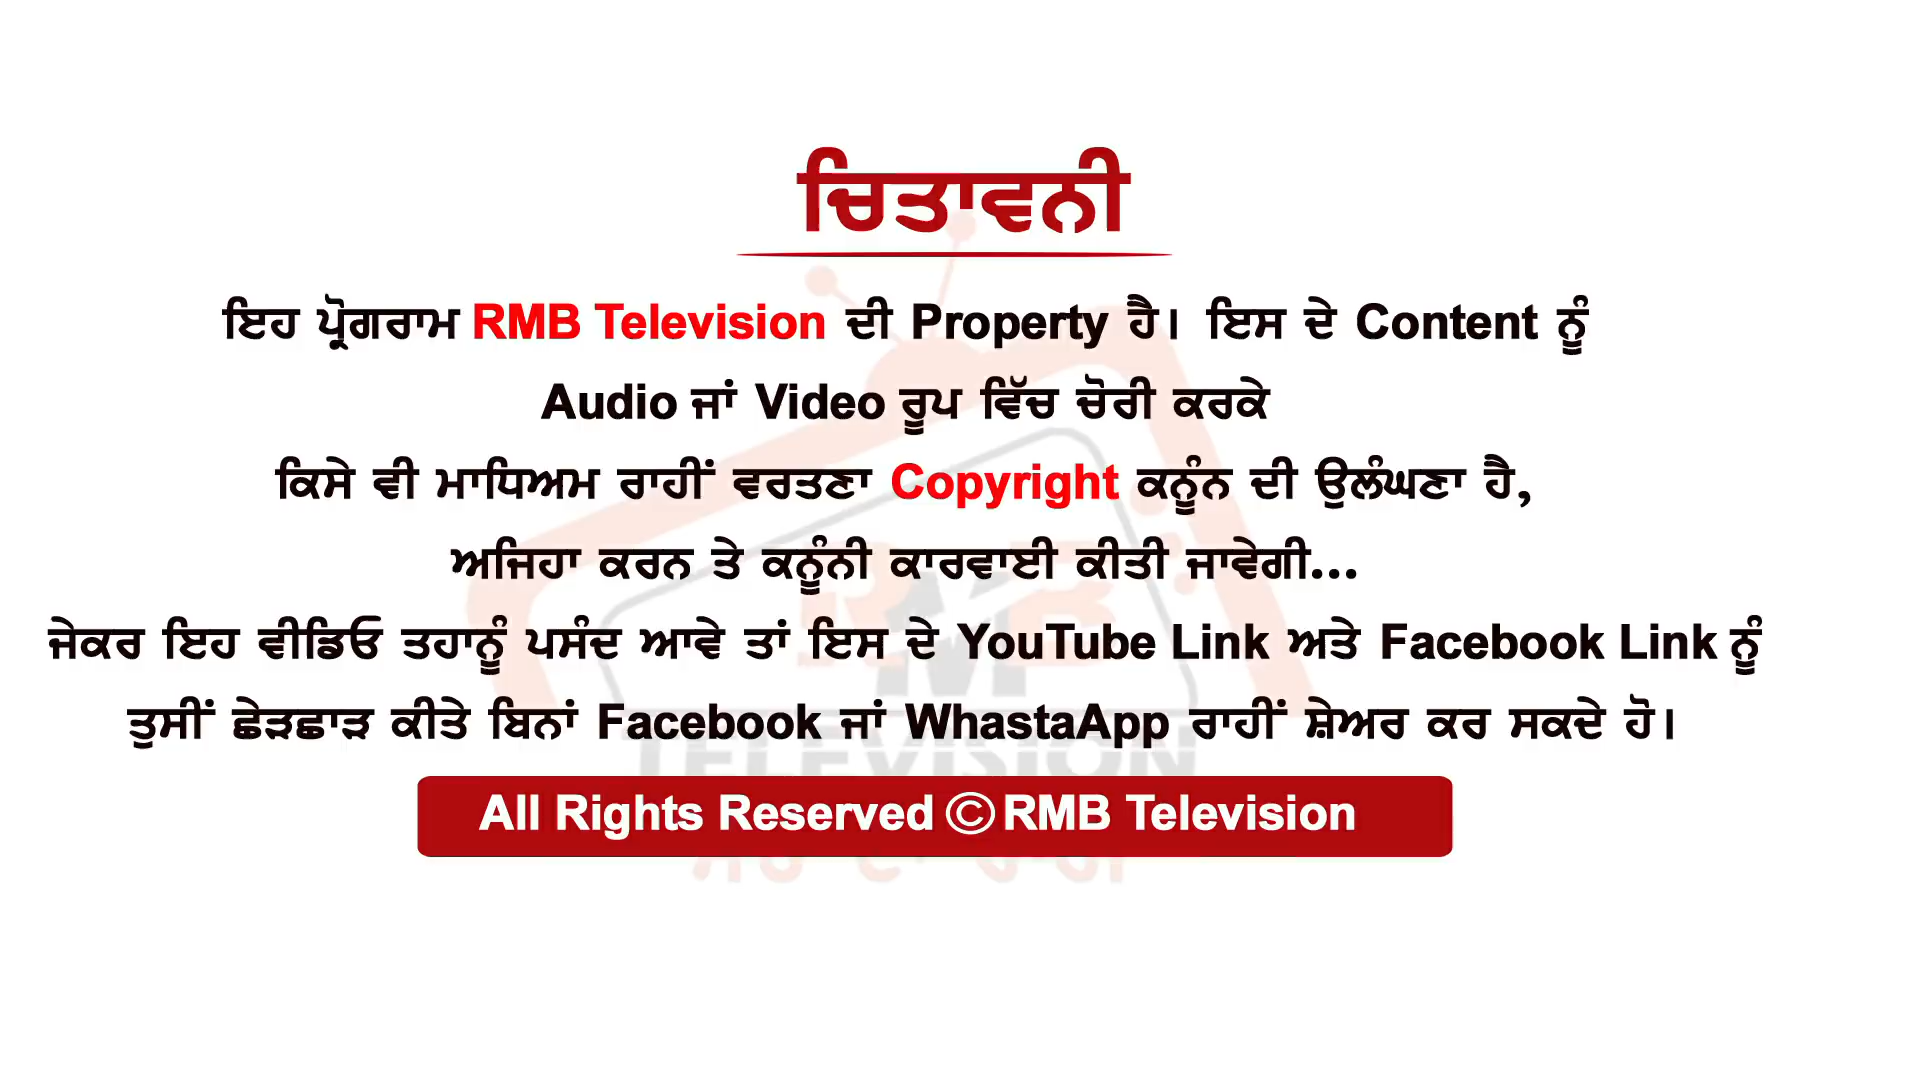 ਚਿਤਾਵਨੀ
ਇਹ ਪ੍ਰੋਗਰਾਮ RMB Television ਦੀ Property ਹੈ। ਇਸ ਦੇ Content ਨੂੰ
Audio ਜਾਂ Video ਰੂਪ ਵਿੱਚ ਚੋਰੀ ਕਰਕੇ
ਕਿਸੇ ਵੀ ਮਾਧਿਅਮ ਰਾਹੀਂ ਵਰਤਣਾ Copyright ਕਨੂੰਨ ਦੀ ਉਲੰਘਣਾ ਹੈ,
ਅਜਿਹਾ ਕਰਨ ਤੇ ਕਨੂੰਨੀ ਕਾਰਵਾਈ ਕੀਤੀ ਜਾਵੇਗੀ...
ਜੇਕਰ ਇਹ ਵੀਡਿਓ ਤਹਾਨੂੰ ਪਸੰਦ ਆਵੇ ਤਾਂ ਇਸ ਦੇ YouTube Link ਅਤੇ Facebook Link ਨੂੰ
ਤੁਸੀਂ ਛੇੜਛਾੜ ਕੀਤੇ ਬਿਨਾਂ Facebook ਜਾਂ WhastaApp ਰਾਹੀਂ ਸ਼ੇਅਰ ਕਰ ਸਕਦੇ ਹੋ।
RMB
TELEVISION
All Rights Reserved © RMB Television